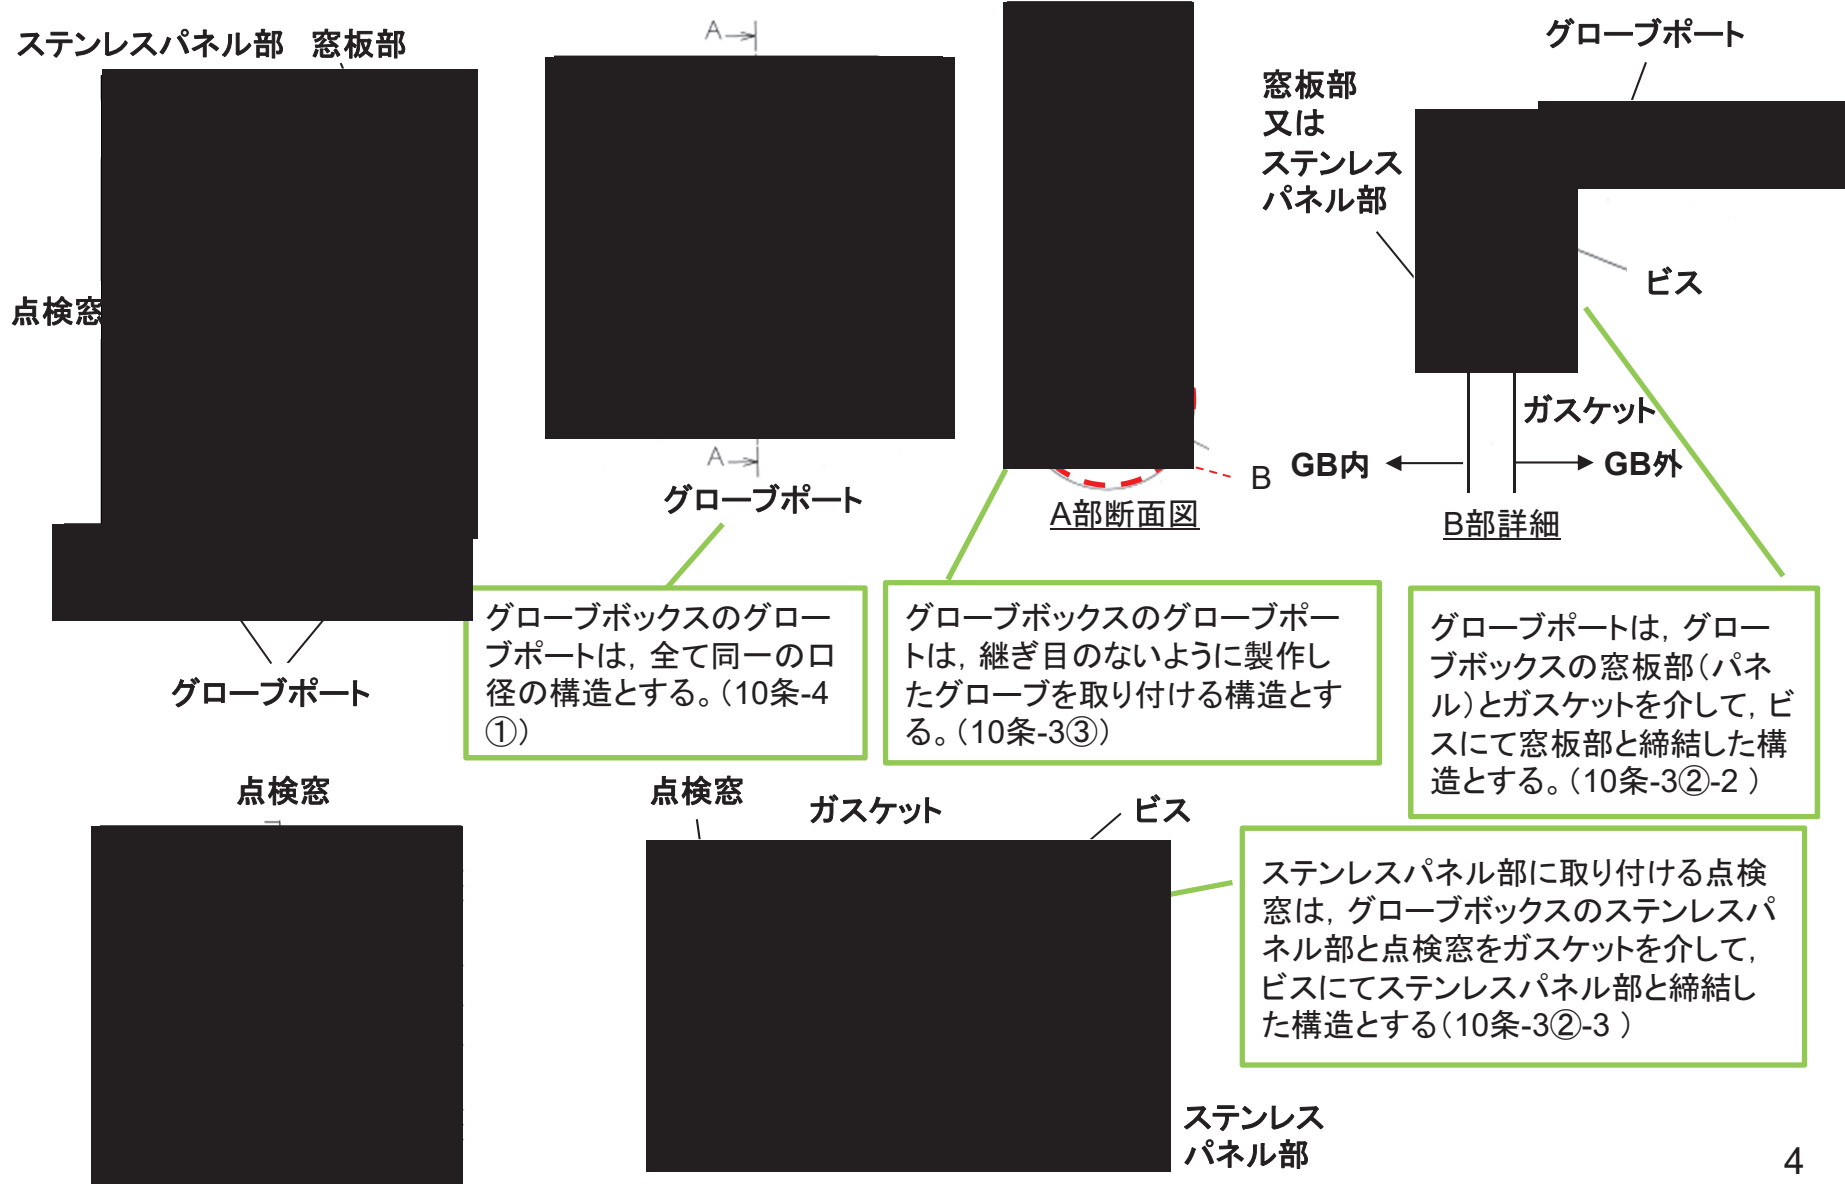 ステンレスパネル部 窓板部
点検窓
グローブポート
A
A
グローブポート
B
A部断面図
グローブポート
窓板部
又は
ステンレス
パネル部
ビス
ガスケット
GB内
GB外
B部詳細
グローブボックスのグロー
ブポートは，全て同一の口
径の構造とする。（10条-4
①）
グローブボックスのグローブポー
トは，継ぎ目のないように製作し
たグローブを取り付ける構造とす
る。（10条-3③）
グローブポートは，グロー
ブボックスの窓板部（パネ
ル）とガスケットを介して，ビ
スにて窓板部と締結した構
造とする。（10条-3②-2 ）
点検窓
点検窓
ガスケット
ビス
ステンレス
パネル部
ステンレスパネル部に取り付ける点検
窓は，グローブボックスのステンレスパ
ネル部と点検窓をガスケットを介して，
ビスにてステンレスパネル部と締結し
た構造とする（10条-3②-3 ）
4